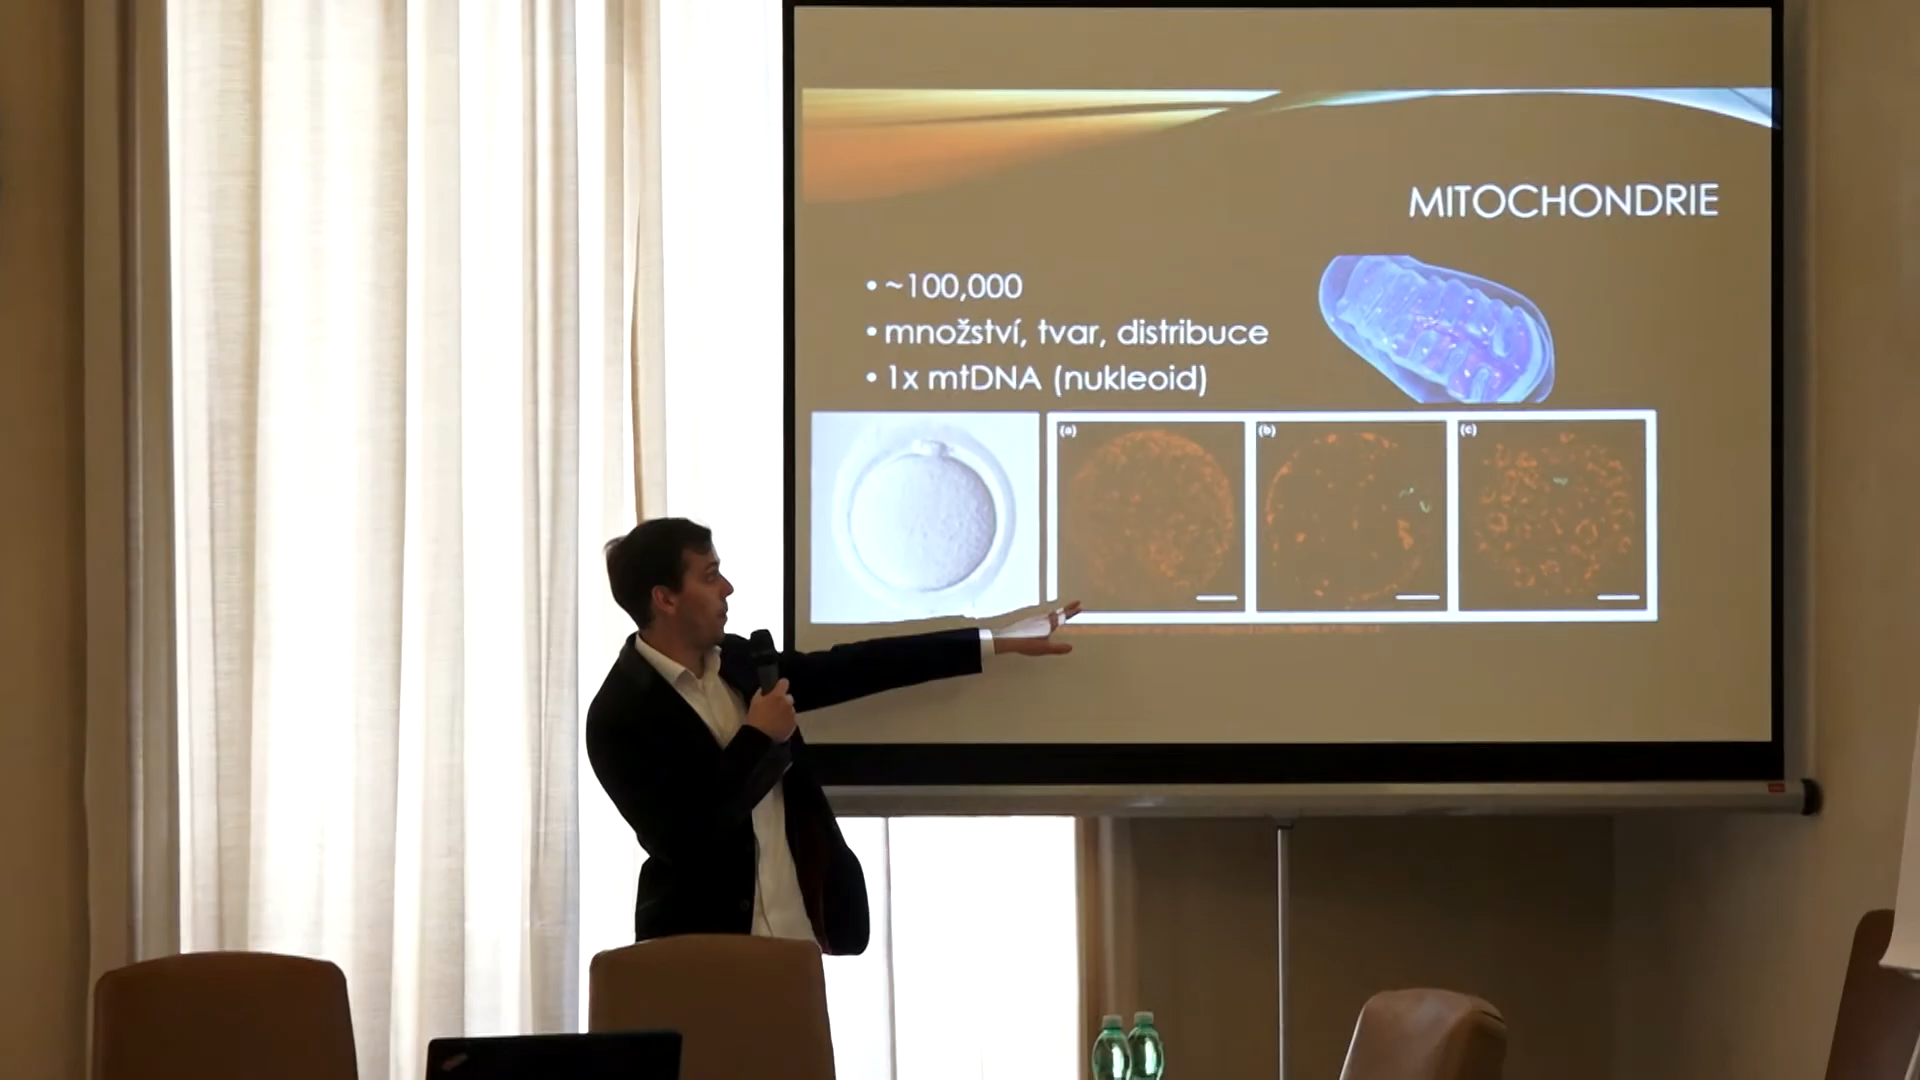 MITOCHONDRIE
• ~100,000
• množství, tvar, distribuce
• 1x mtDNA (nukleoid)
(a) (b) (c)